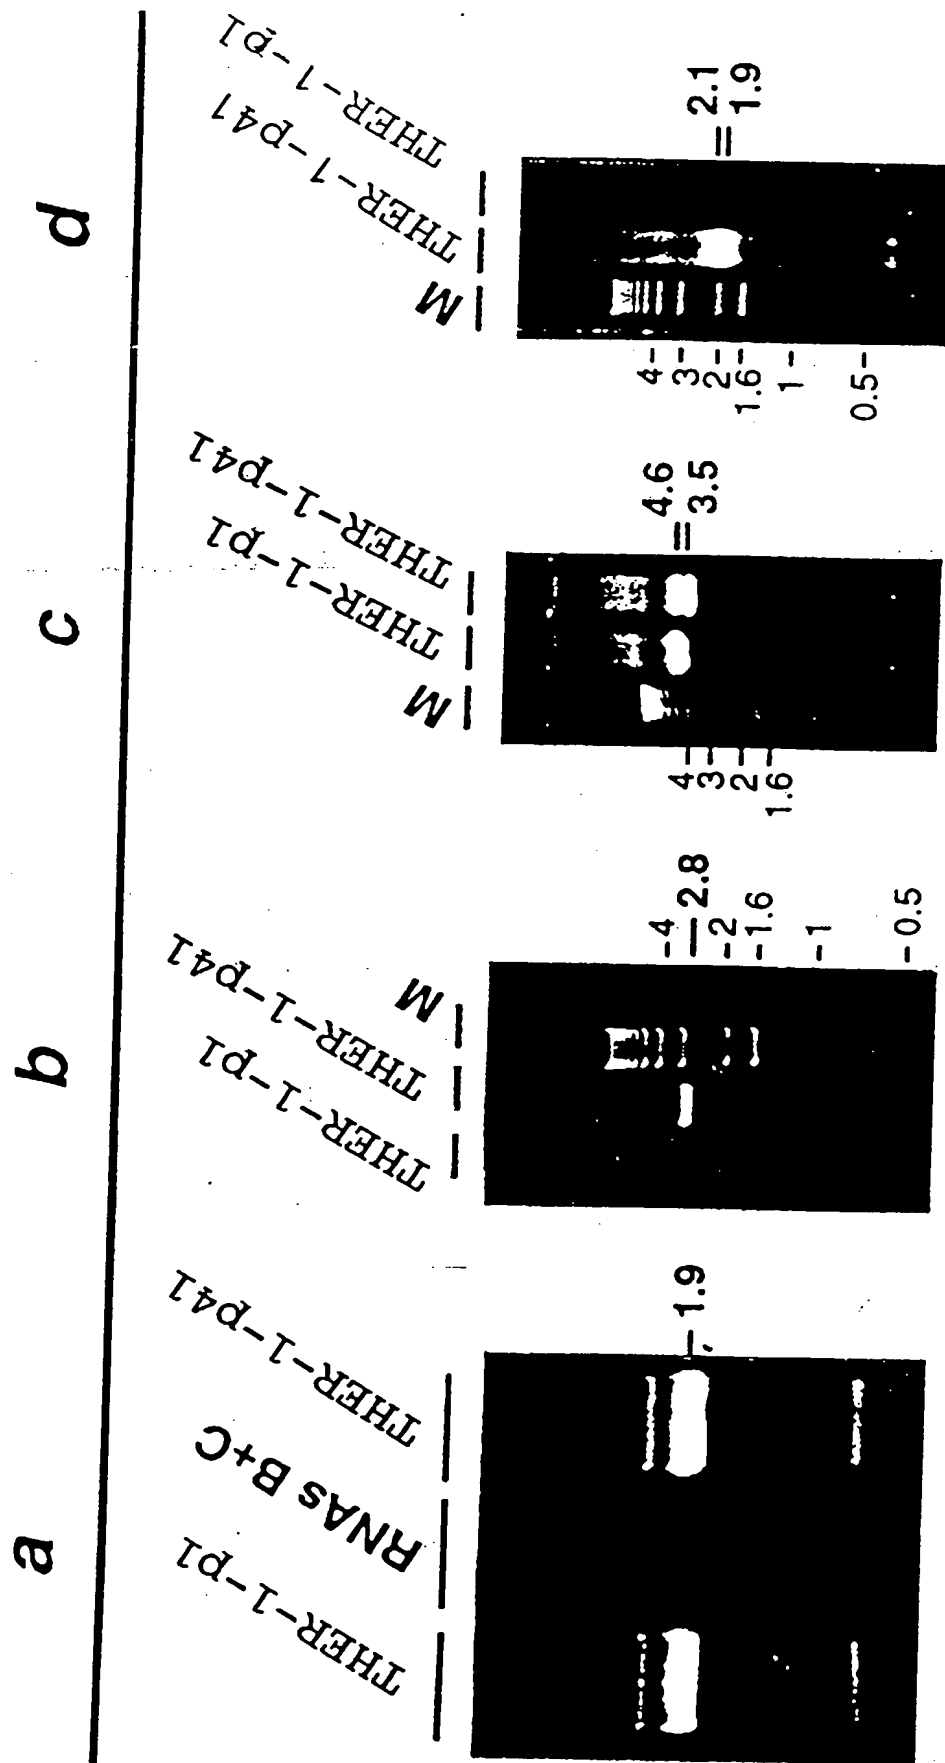 a
THER-1-p1
RNAs B+C
THER-1-p41
1.9
b
THER-1-p1
THER-1-p41
M
4
2.8
2
1.6
1
0.5
c
M
THER-1-p1
THER-1-p41
4
3
2
1.6
4.6
3.5
d
M
THER-1-p41
THER-1-p1
4
3
2
1.6
1
0.5
2.1
1.9